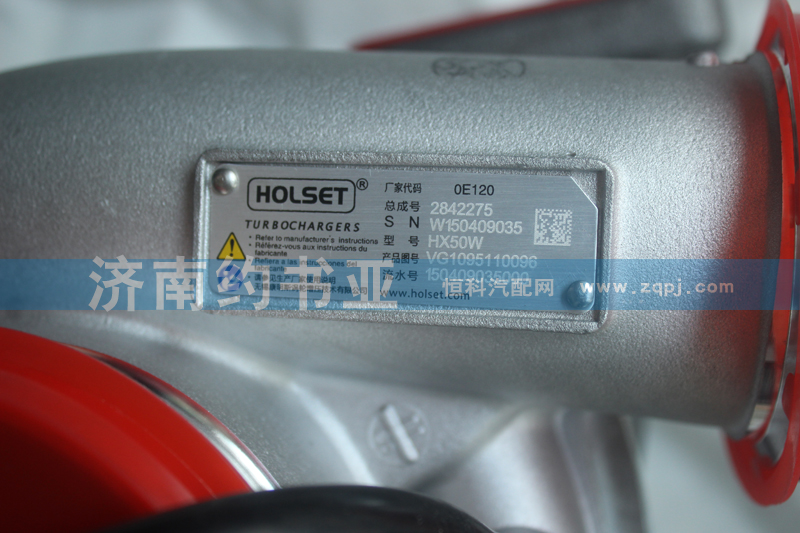 HOLSET®
TURBOCHARGERS
• Refer to manufacturer's instructions
• Référez-vous aux instructions du
fabricante
厂家代码 0E120
总成号 2842275
S N W150409035
型 号 HX50W
产品图号 VG1095110096
流水号
www.holset.com
济南约书亚
恒科汽配网
www.zqpj.com